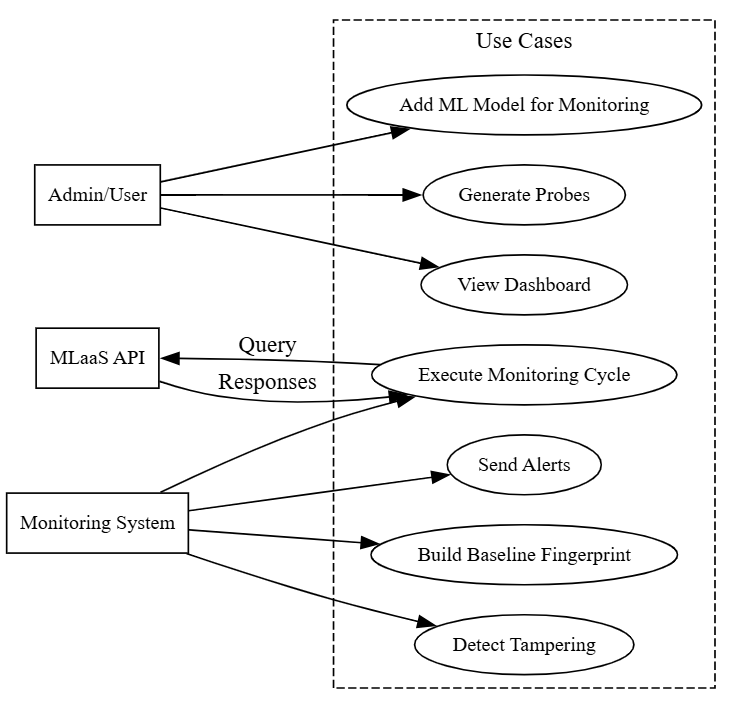 Use Cases
Add ML Model for Monitoring
Admin/User
Generate Probes
View Dashboard
Query
MLaaS API
Execute Monitoring Cycle
Responses
Send Alerts
Monitoring System
Build Baseline Fingerprint
Detect Tampering